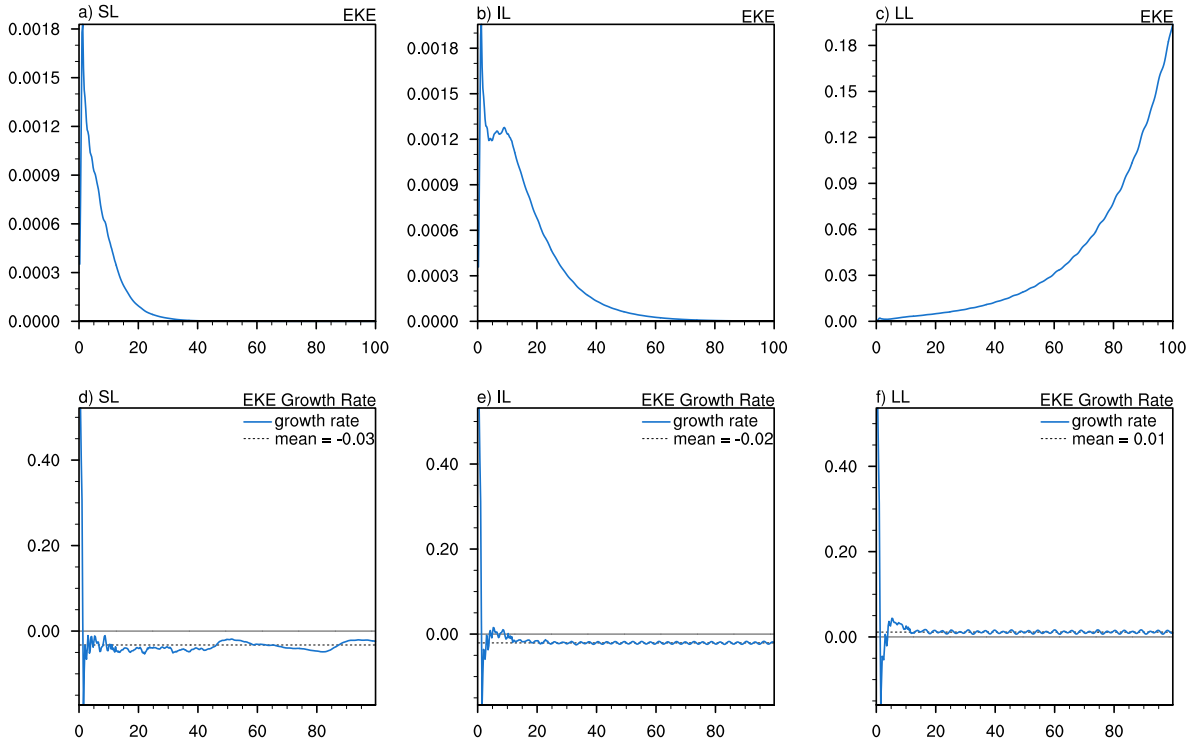 a) SL EKE
0.0018
0.0015
0.0012
0.0009
0.0006
0.0003
0.0000
0 20 40 60 80 100
b) IL EKE
0.0018
0.0015
0.0012
0.0009
0.0006
0.0003
0.0000
0 20 40 60 80 100
c) LL EKE
0.18
0.15
0.12
0.09
0.06
0.03
0.00
0 20 40 60 80 100
d) SL EKE Growth Rate
growth rate
mean = -0.03
0.40
0.20
0.00
0 20 40 60 80
e) IL EKE Growth Rate
growth rate
mean = -0.02
0.40
0.20
0.00
0 20 40 60 80
f) LL EKE Growth Rate
growth rate
mean = 0.01
0.40
0.20
0.00
0 20 40 60 80